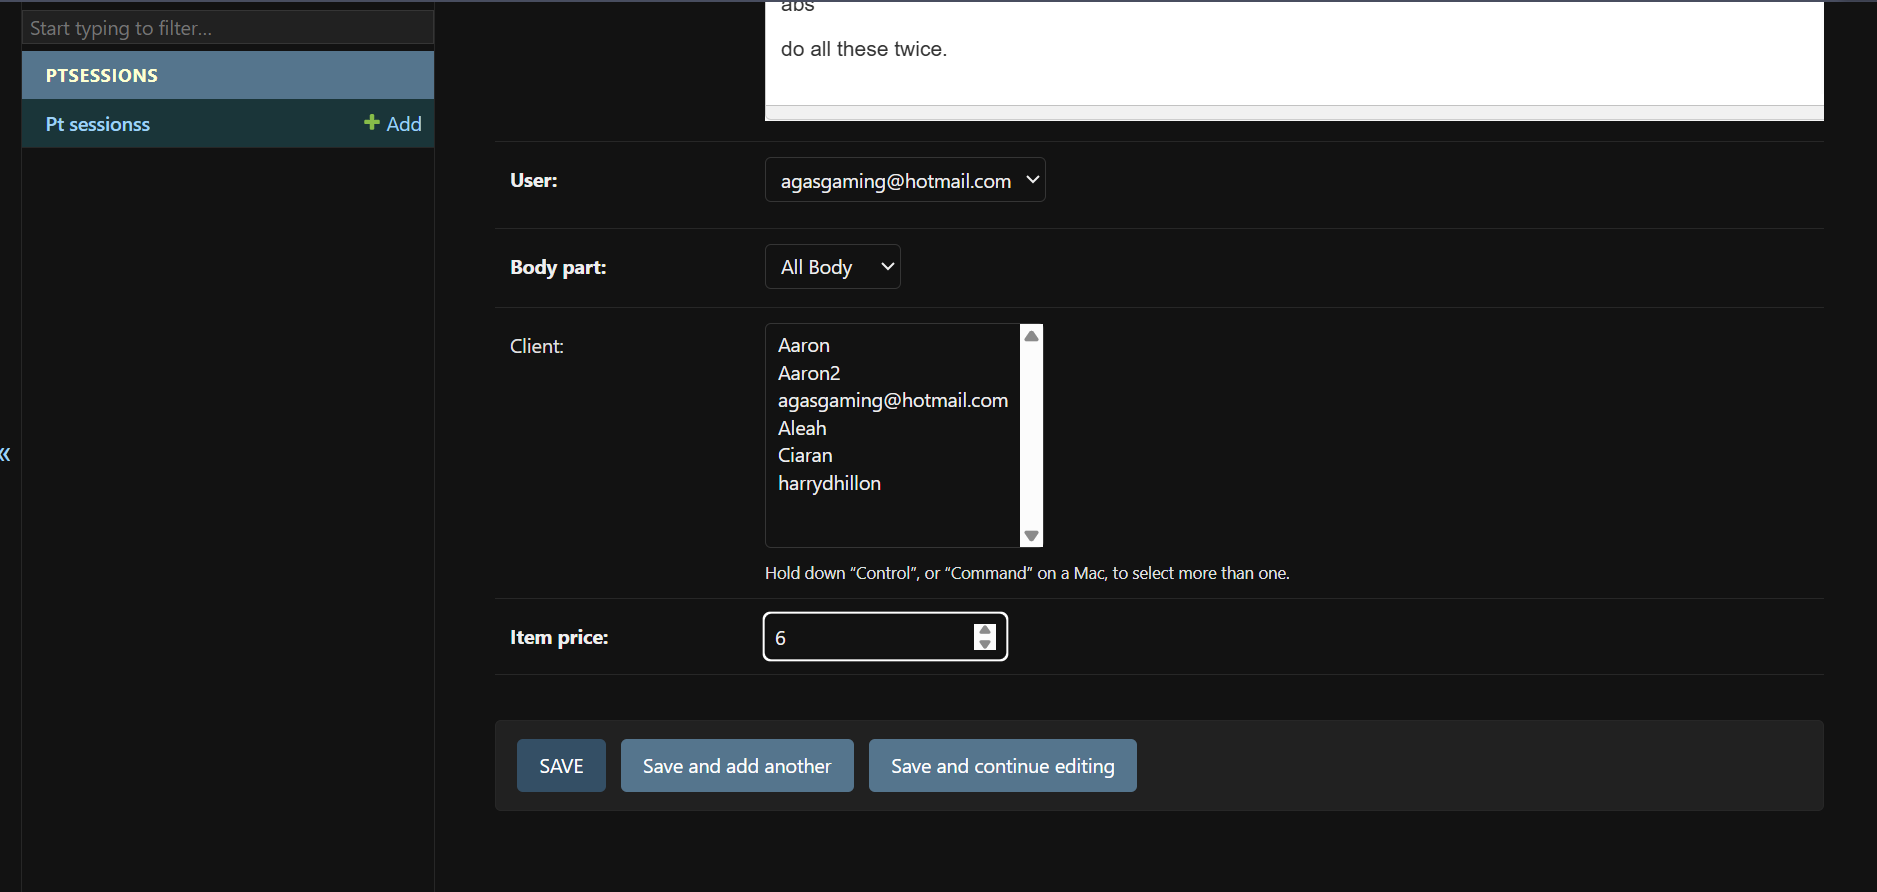 Start typing to filter...
PTSESSIONS
Pt sessionss
Add
abs
do all these twice.
User:
agasgaming@hotmail.com
Body part:
All Body
Client:
Aaron
Aaron2
agasgaming@hotmail.com
Aleah
Ciaran
harrydhillon
Hold down “Control”, or “Command” on a Mac, to select more than one.
Item price:
6
SAVE
Save and add another
Save and continue editing
«